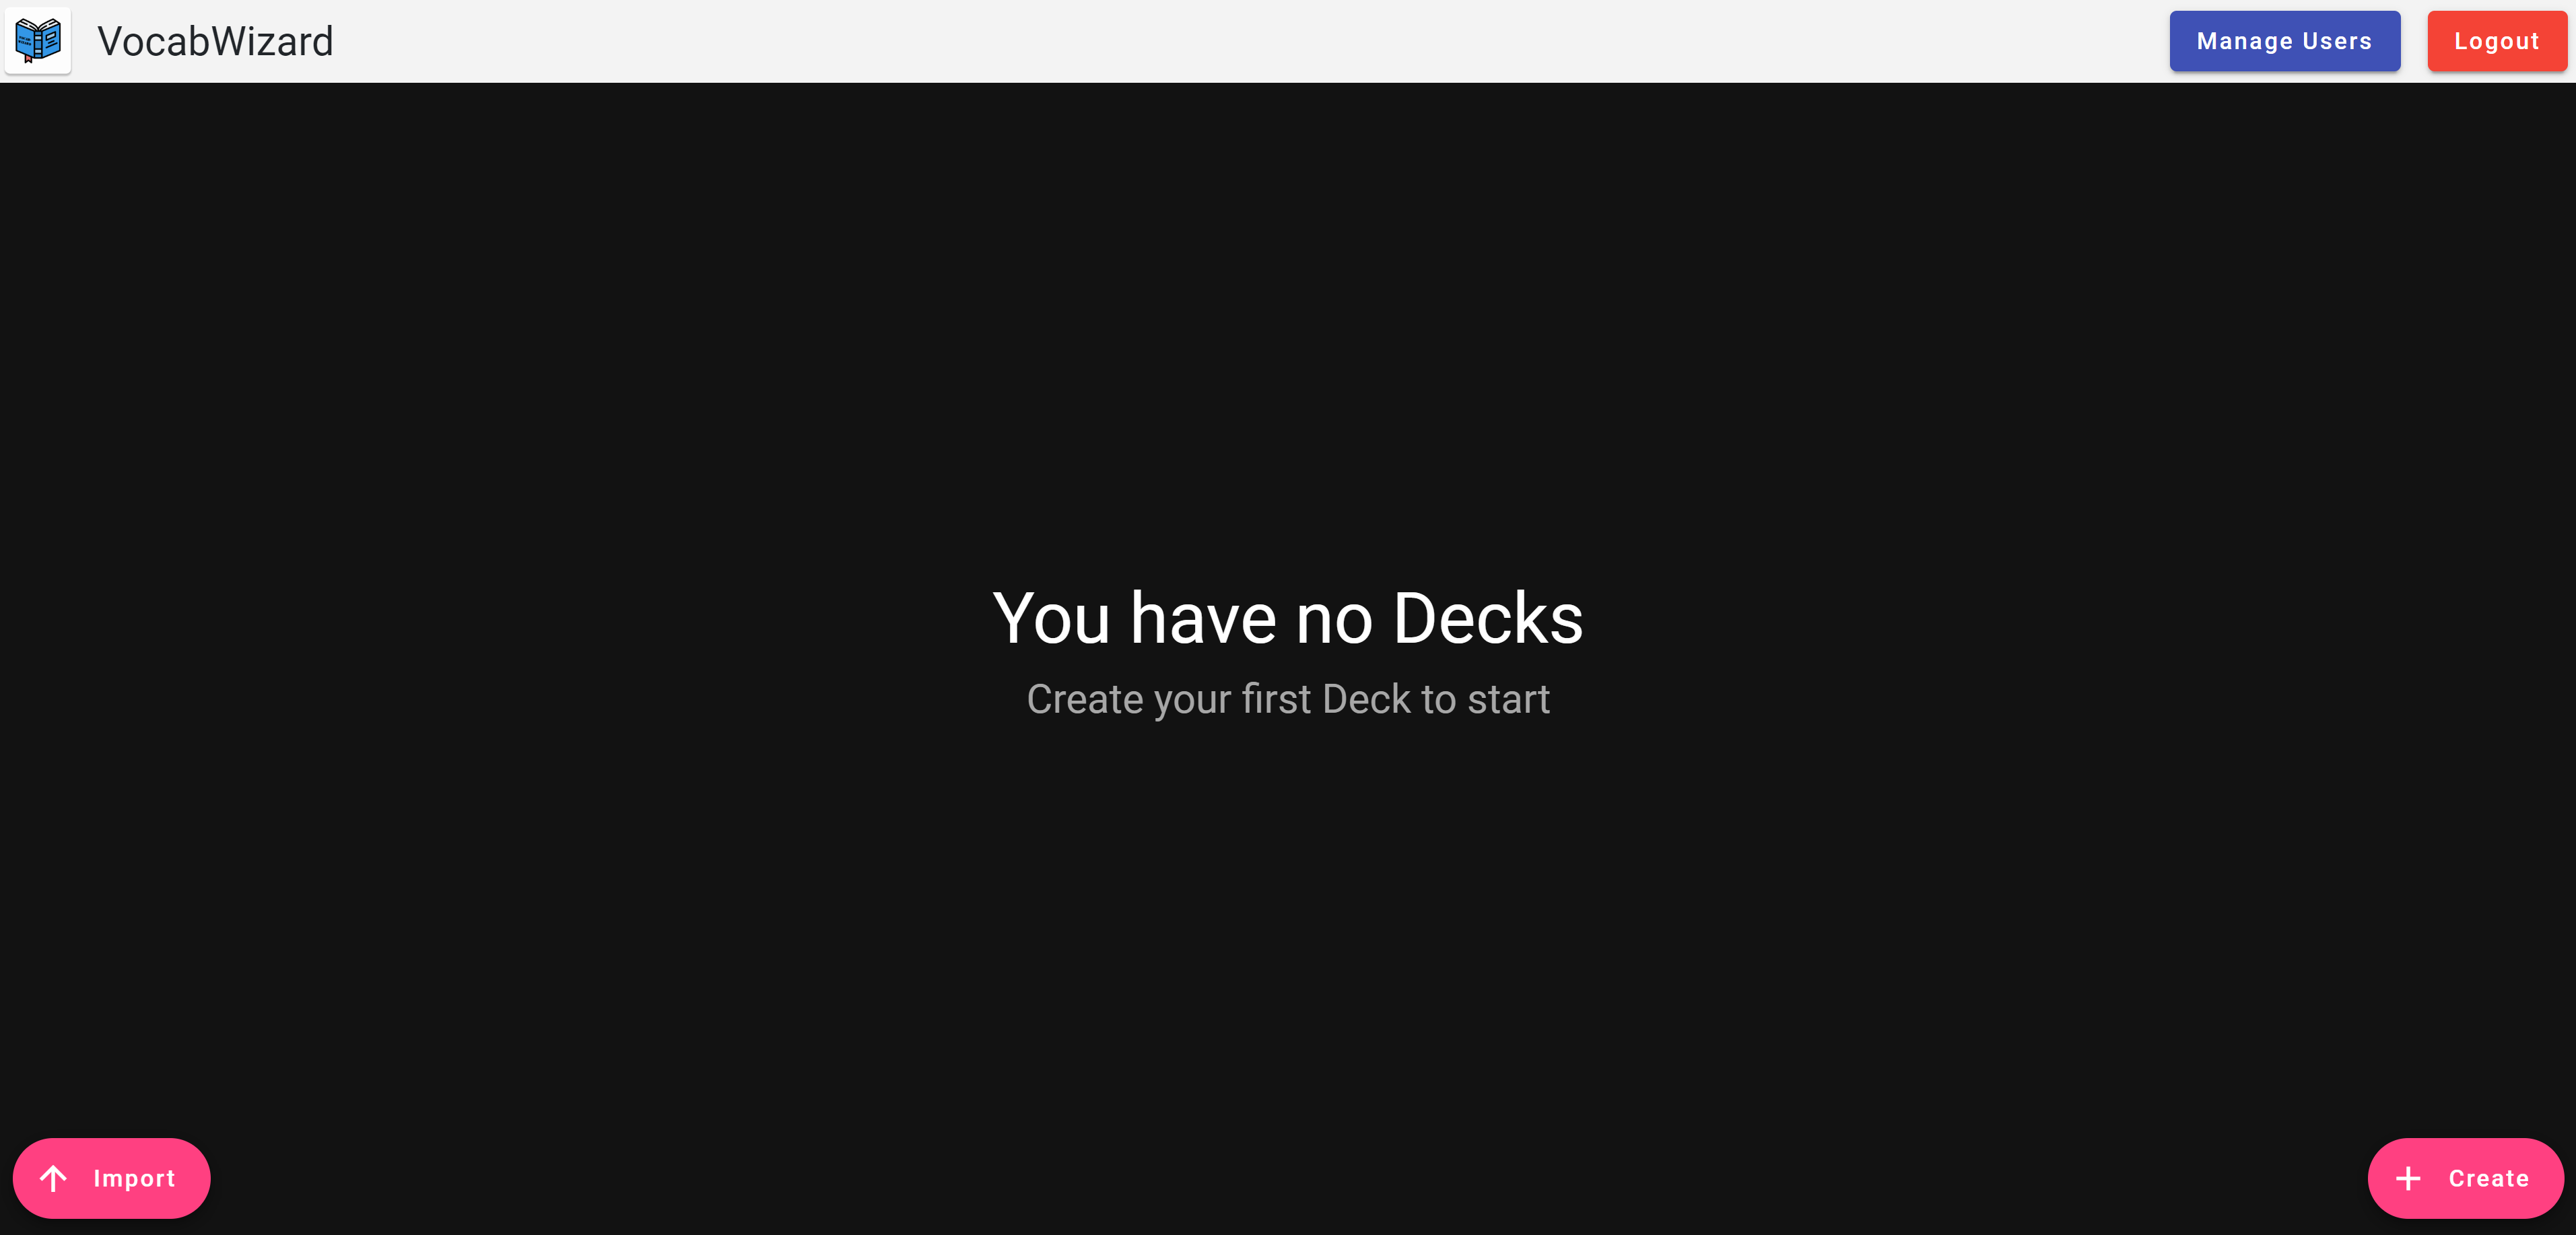 VocabWizard
Manage Users
Logout
You have no Decks
Create your first Deck to start
Import
Create